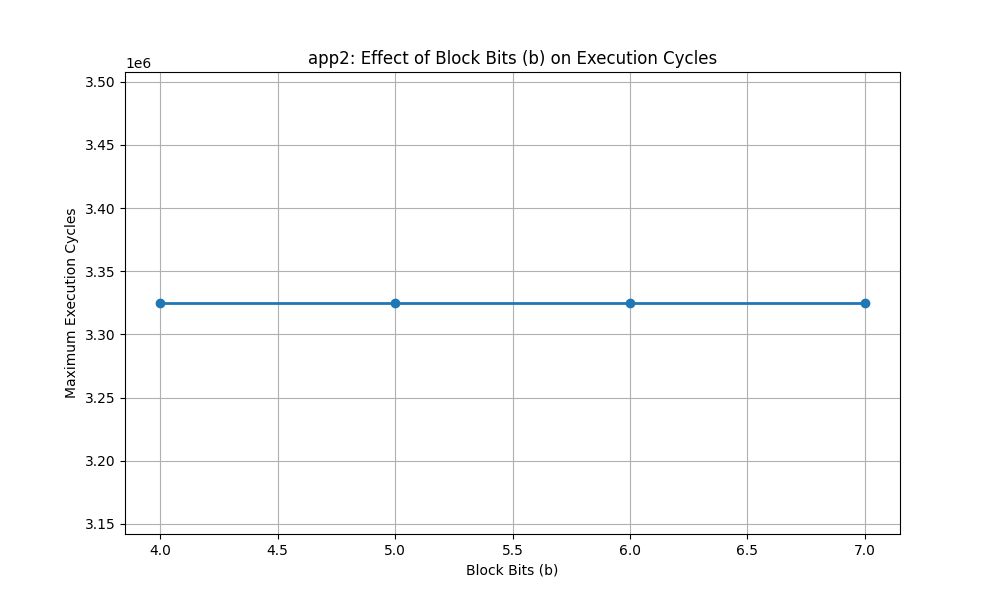 app2: Effect of Block Bits (b) on Execution Cycles
1e6
3.50
3.45
3.40
3.35
3.30
3.25
3.20
3.15
Maximum Execution Cycles
4.0 4.5 5.0 5.5 6.0 6.5 7.0
Block Bits (b)